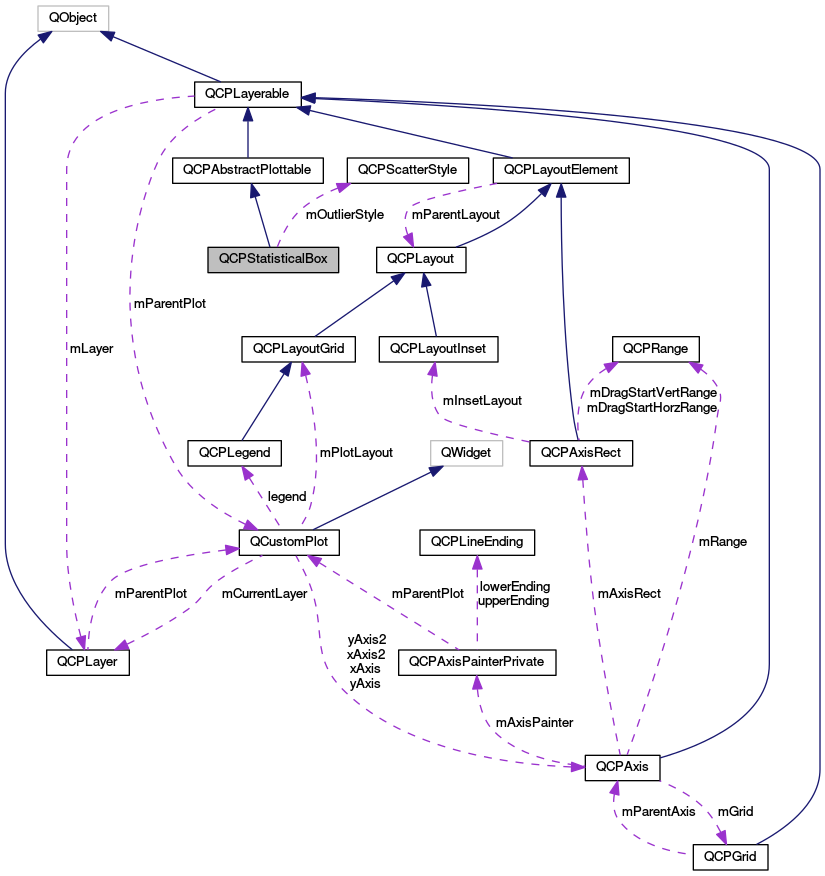 QObject
QCPLayerable
QCPAbstractPlottable
QCPScatterStyle
QCPLayoutElement
mOutlierStyle
mParentLayout
QCPStatisticalBox
QCPLayout
mParentPlot
mLayer
QCPLayoutGrid
QCPLayoutInset
QCPRange
mInsetLayout
mDragStartVertRange
mDragStartHorzRange
QCPLegend
mPlotLayout
QWidget
QCPAxisRect
legend
QCustomPlot
QCPLineEnding
mRange
mParentPlot
mCurrentLayer
mParentPlot
lowerEnding
upperEnding
mAxisRect
yAxis2
xAxis2
xAxis
yAxis
QCPLayer
QCPAxisPainterPrivate
mAxisPainter
QCPAxis
mParentAxis
mGrid
QCPGrid